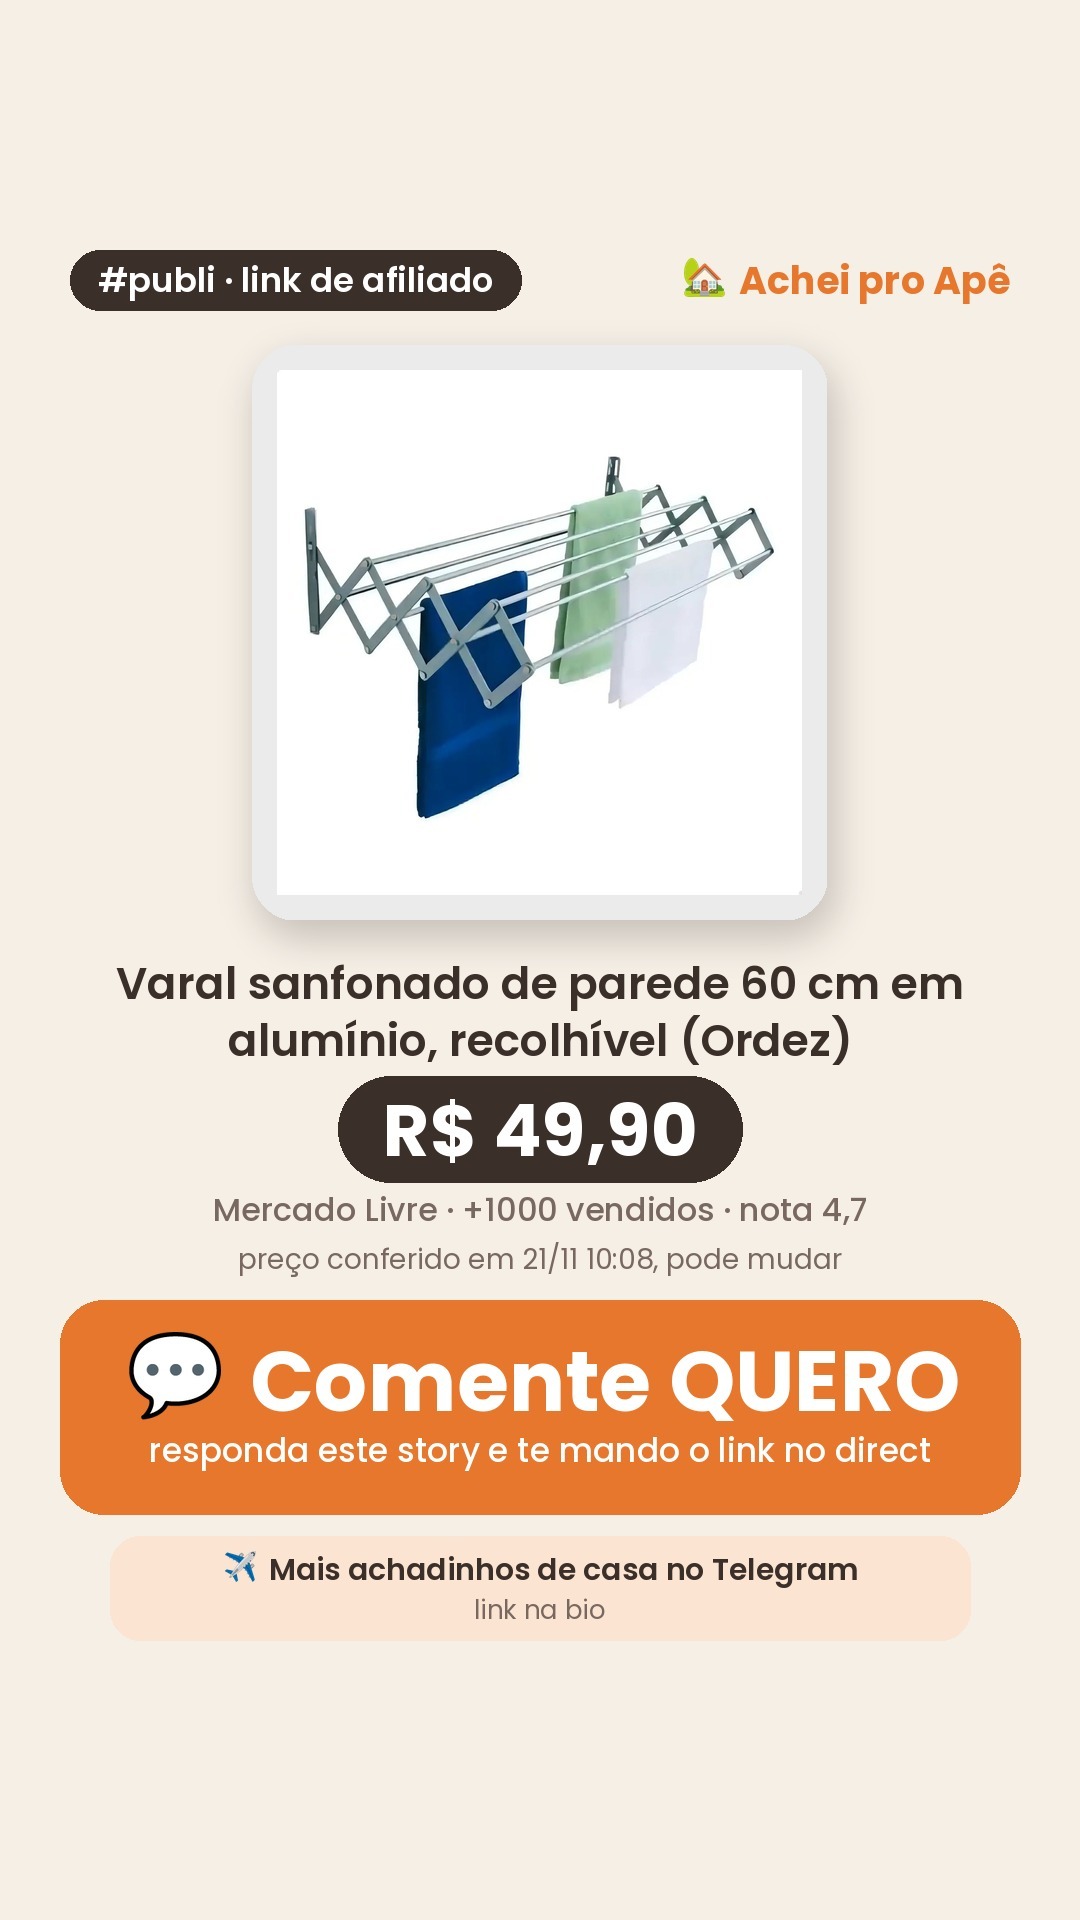 #publi · link de afiliado
🏡 Achei pro Apê
Varal sanfonado de parede 60 cm em
alumínio, recolhível (Ordez)
R$ 49,90
Mercado Livre · +1000 vendidos · nota 4,7
preço conferido em 21/11 10:08, pode mudar
💬 Comente QUERO
responda este story e te mando o link no direct
✈️ Mais achadinhos de casa no Telegram
link na bio